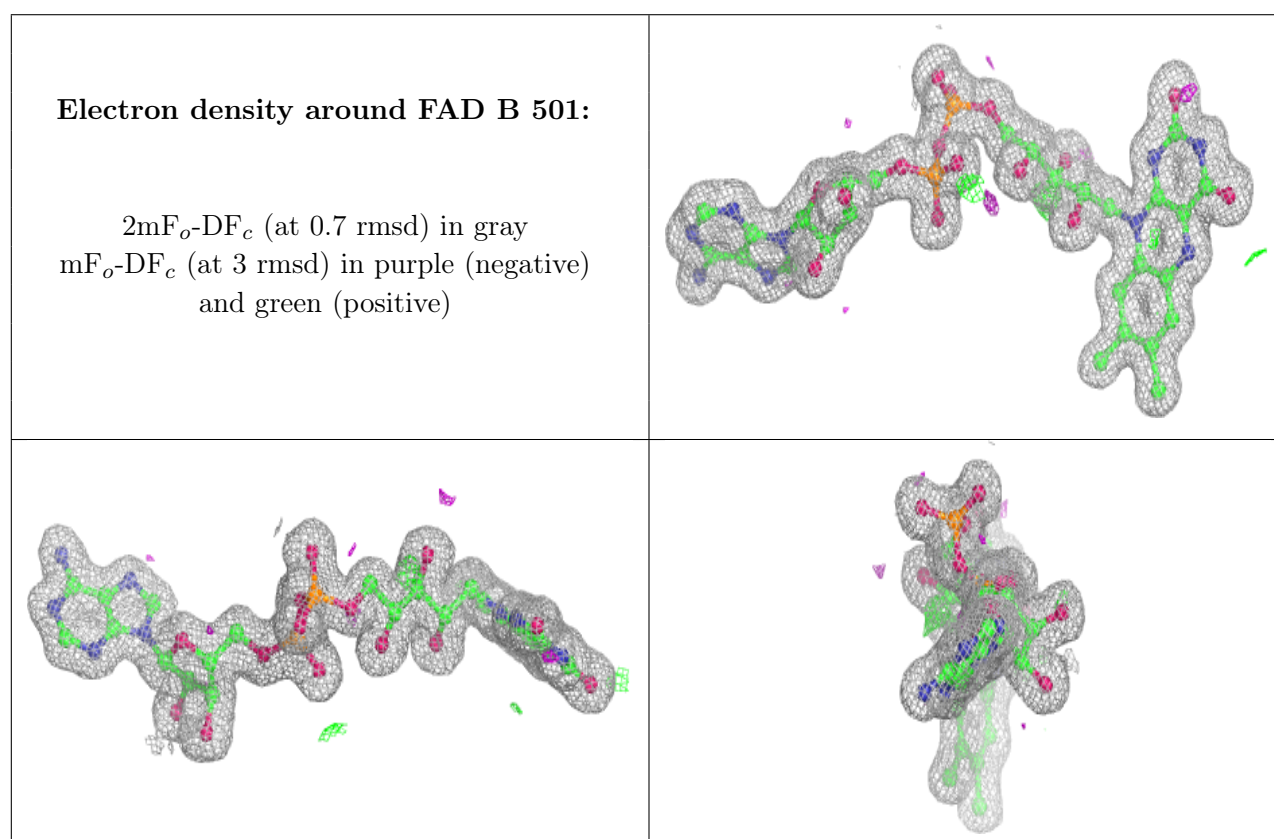 Electron density around FAD B 501:
2mFo-DFc (at 0.7 rmsd) in gray
mFo-DFc (at 3 rmsd) in purple (negative)
and green (positive)